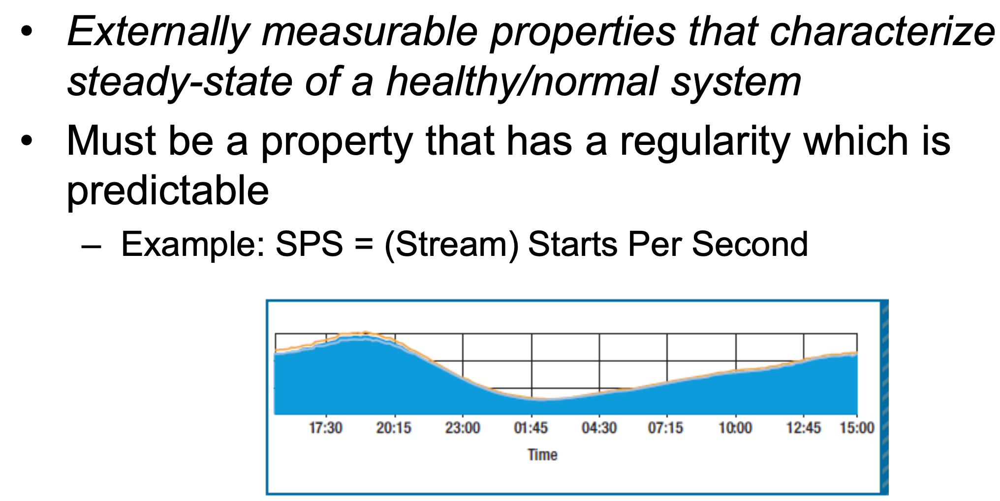 • Externally measurable properties that characterize
steady-state of a healthy/normal system
• Must be a property that has a regularity which is
predictable
– Example: SPS = (Stream) Starts Per Second
17:30 20:15 23:00 01:45 04:30 07:15 10:00 12:45 15:00
Time